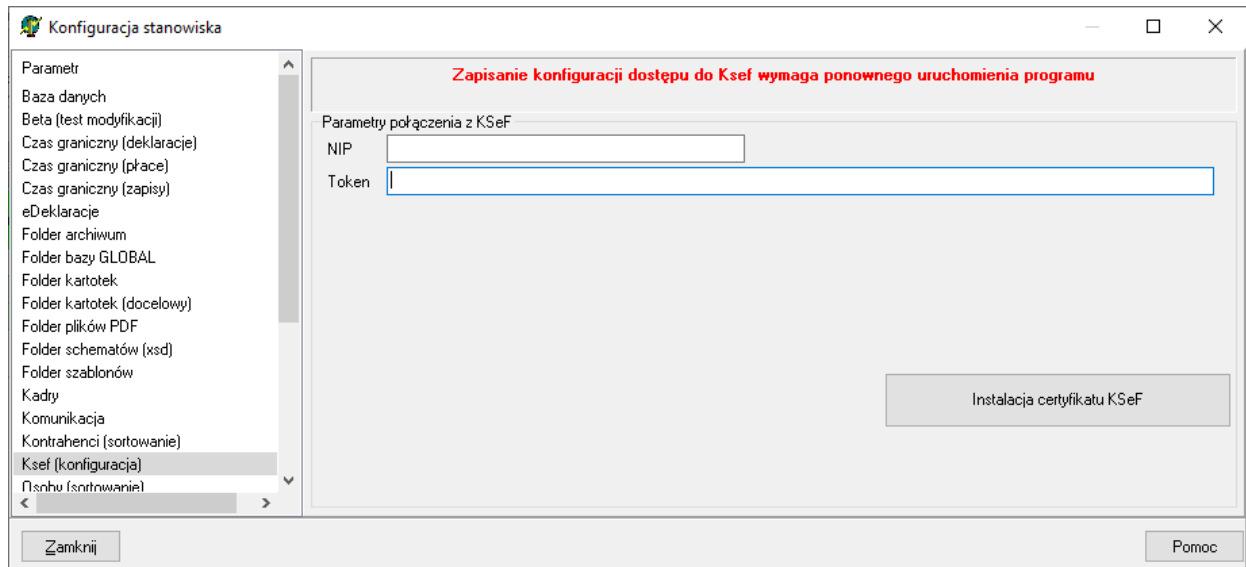 Konfiguracja stanowiska
Parametr
Baza danych
Beta (test modyfikacji)
Czas graniczny (deklaracje)
Czas graniczny (płace)
Czas graniczny (zapisy)
eDeklaracje
Folder archiwum
Folder bazy GLOBAL
Folder kartotek
Folder kartotek (docelowy)
Folder plików PDF
Folder schematów (xsd)
Folder szablonów
Kadry
Komunikacja
Kontrahenci (sortowanie)
Ksef (konfiguracja)
Osoby (sortowanie)
Zapisanie konfiguracji dostępu do Ksef wymaga ponownego uruchomienia programu
Parametry połączenia z KSeF
NIP
Token
Instalacja certyfikatu KSeF
Zamknij
Pomoc